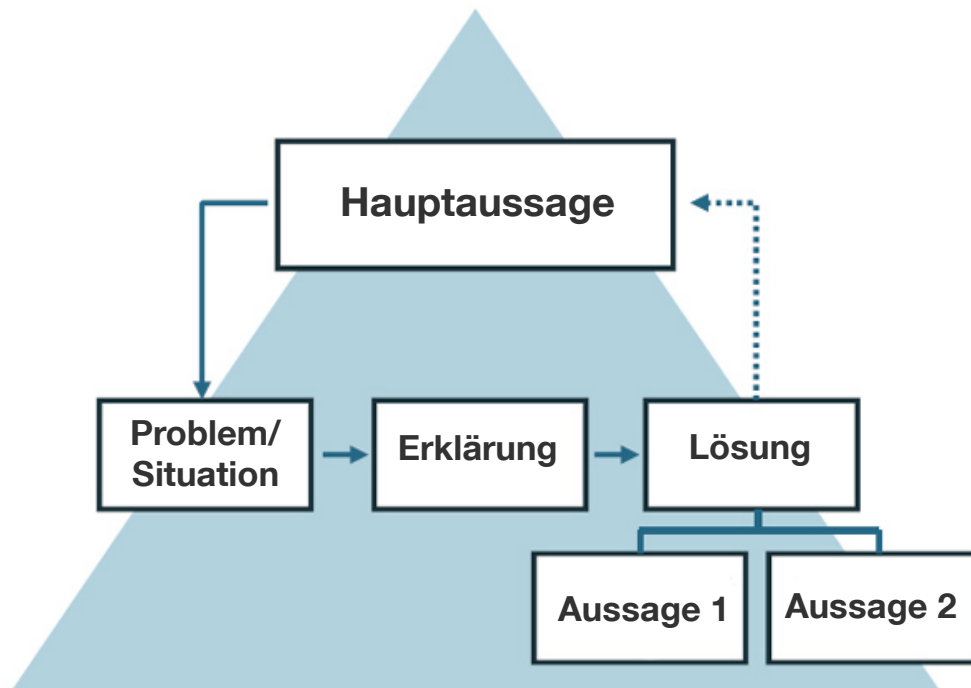 Hauptaussage
Problem/
Situation
Erklärung
Lösung
Aussage 1
Aussage 2